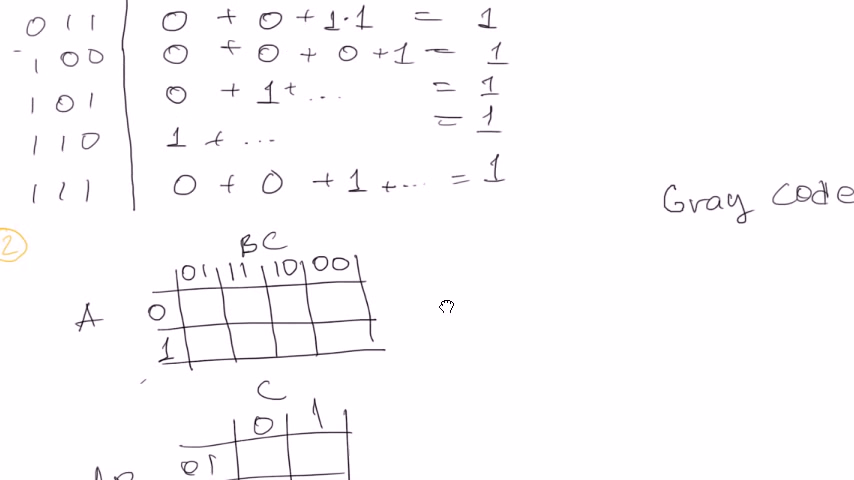 0 1 1 0 + 0 + 1·1 = 1
1 0 0 0 + 0 + 0 + 1 = 1
1 0 1 0 + 1 + ... = 1
1 1 0 1 + ... = 1
1 1 1 0 + 0 + 1 + ... = 1
Gray code
2
BC
01 11 10 00
A 0
1
C
0 1
01